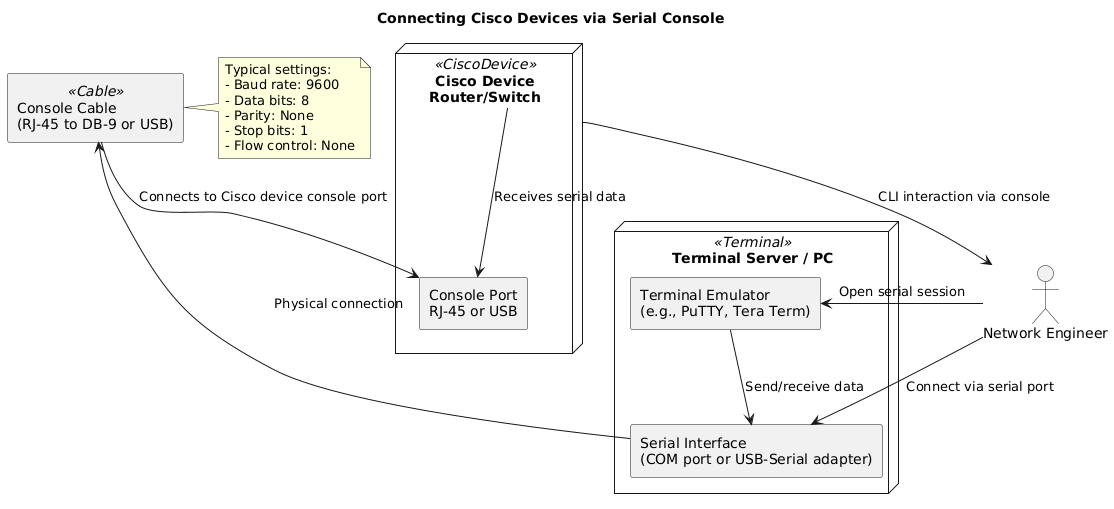 Connecting Cisco Devices via Serial Console
«Cable»
Console Cable
(RJ-45 to DB-9 or USB)
Typical settings:
- Baud rate: 9600
- Data bits: 8
- Parity: None
- Stop bits: 1
- Flow control: None
«CiscoDevice»
Cisco Device
Router/Switch
Connects to Cisco device console port
Receives serial data
CLI interaction via console
«Terminal»
Terminal Server / PC
Console Port
RJ-45 or USB
Physical connection
Terminal Emulator
(e.g., PuTTY, Tera Term)
Open serial session
Network Engineer
Send/receive data
Connect via serial port
Serial Interface
(COM port or USB-Serial adapter)